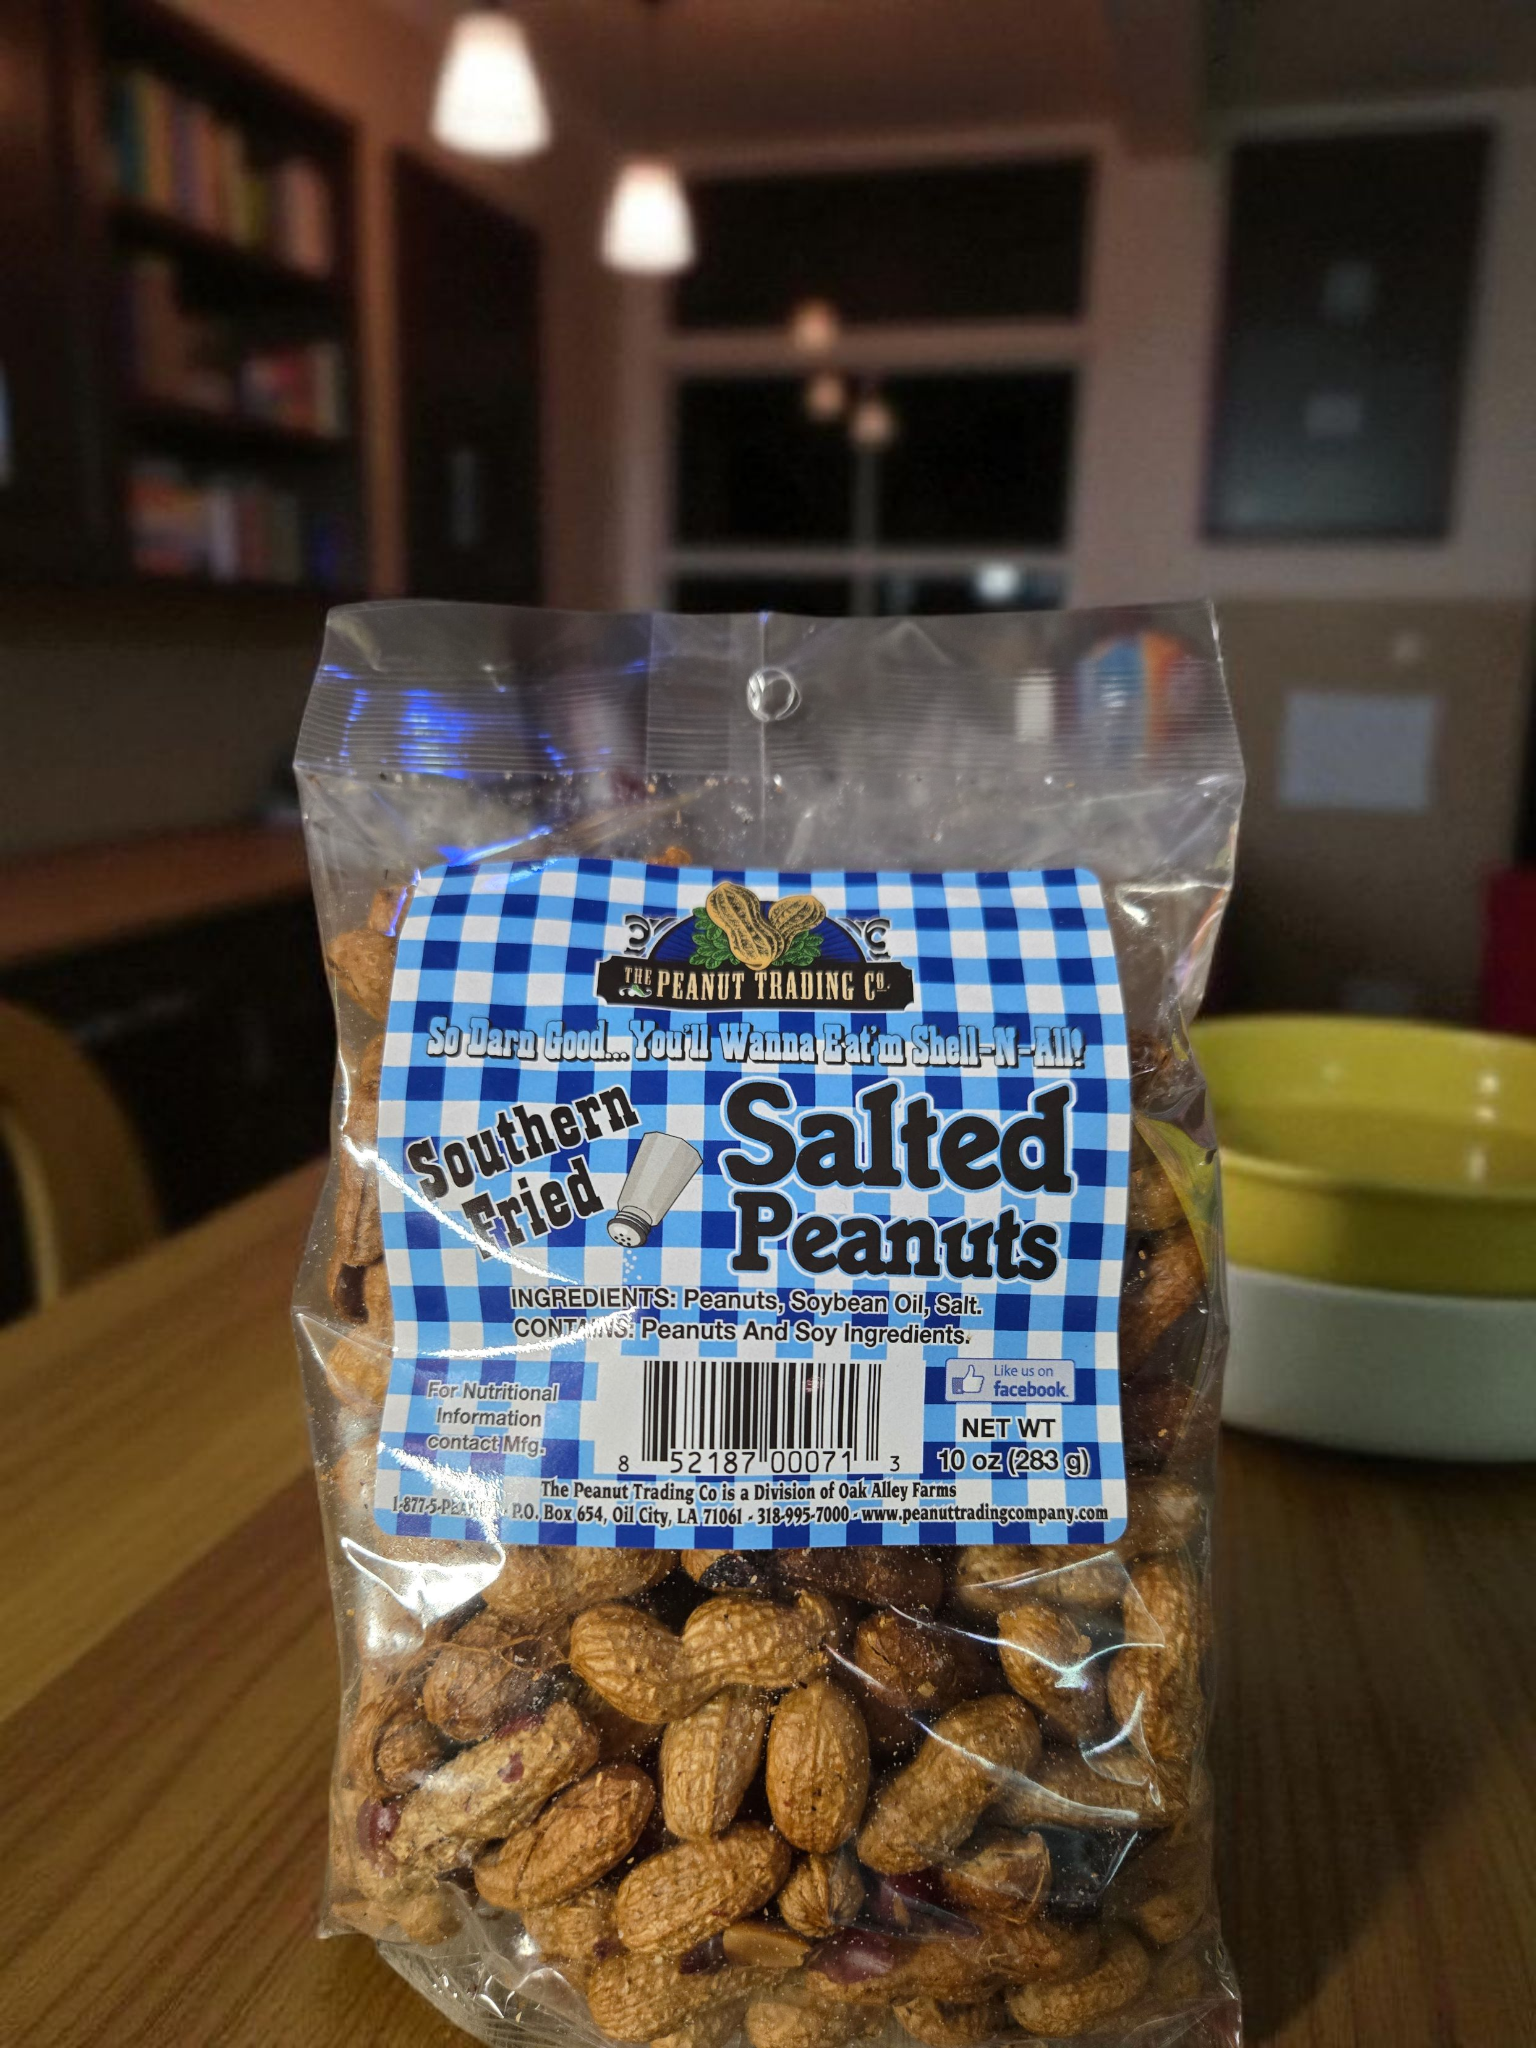 THE PEANUT TRADING CO.
So Darn Good... You'll Wanna Eat'm Shell-N-All!
Southern
Fried
Salted
Peanuts
INGREDIENTS: Peanuts, Soybean Oil, Salt.
CONTAINS: Peanuts And Soy Ingredients.
For Nutritional
Information
contact Mfg.
8 52187 00071 3
Like us on
facebook.
NET WT
10 oz (283 g)
The Peanut Trading Co is a Division of Oak Alley Farms
P.O. Box 654, Oil City, LA 71061 - 318-995-7000 - www.peanuttradingcompany.com